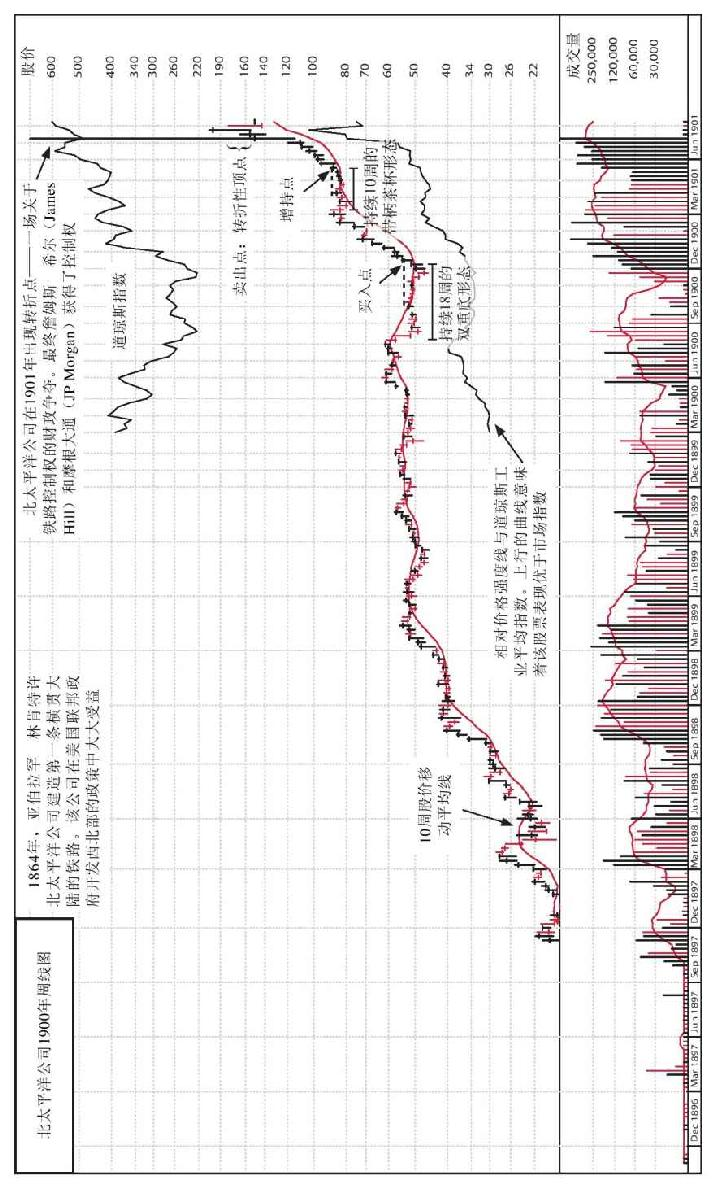 北太平洋公司1900年周线图
1864年，亚伯拉罕·林肯特许
北太平洋公司建造第一条横贯大
陆的铁路。该公司在美国联邦政
府开发西北部的政策中大大受益
北太平洋公司在1901年出现转折点——一场关于
铁路控制权的财政争夺。最终詹姆斯·希尔（James
Hill）和摩根大通（JP Morgan）获得了控制权
道琼斯指数
卖出点：转折性顶点
增持点
持续10周的
带柄茶杯形态
买入点
持续18周的
双重底形态
10周股价移
动平均线
相对价格强度线与道琼斯工
业平均指数。上行的曲线意味
着该股票表现优于市场指数
股价
600
500
400
340
300
260
220
190
160
140
120
100
80
70
60
50
40
34
30
26
22
成交量
250,000
120,000
60,000
30,000
Dec 1896
Mar 1897
Jun 1897
Sep 1897
Dec 1897
Mar 1898
Jun 1898
Sep 1898
Dec 1898
Mar 1899
Jun 1899
Sep 1899
Dec 1899
Mar 1900
Jun 1900
Sep 1900
Dec 1900
Mar 1901
Jun 1901